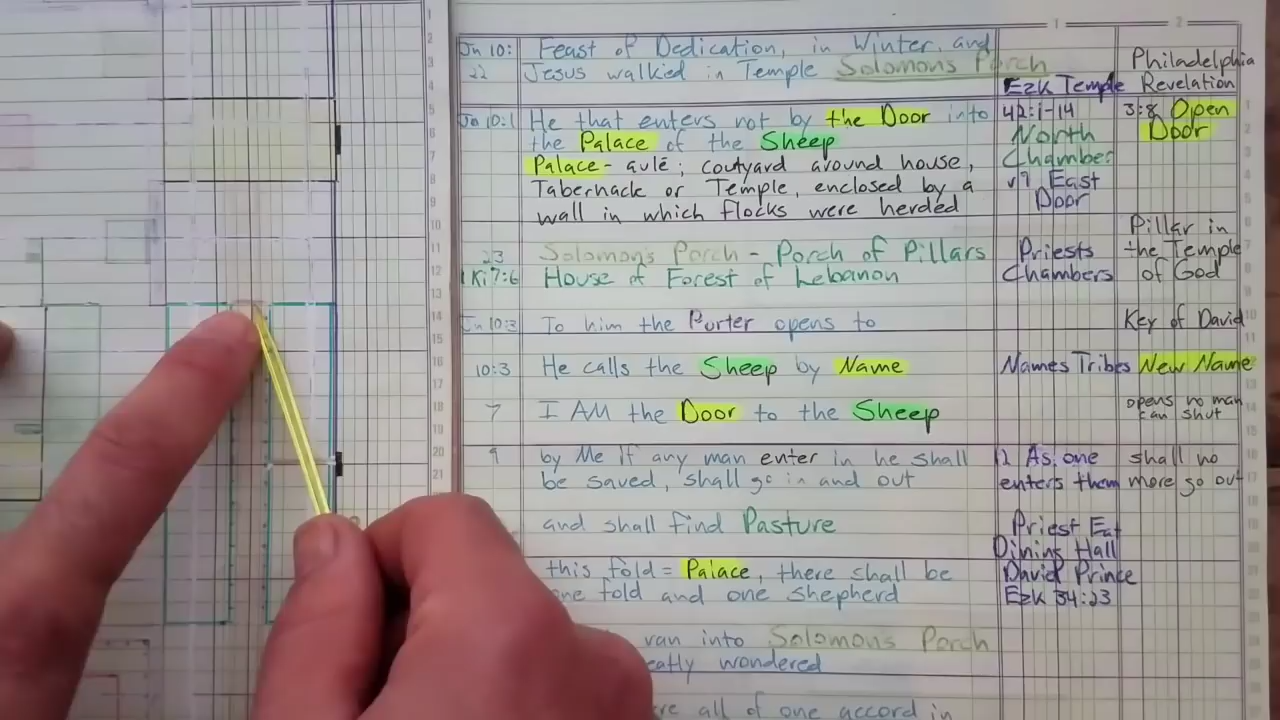 Jn 10: Feast of Dedication, in Winter, and
22 Jesus walkied in Temple Solomons Porch
Ezk Temple
Philadelphia
Revelation
Jn 10:1 He that enters not by the Door into
the Palace of the Sheep
Palace - aulē; coutyard around house,
Tabernacle or Temple, enclosed by a
wall in which flocks were herded
42:1-14
North
Chamber
v9 East
Door
3:8 Open
Door
23 Solomon's Porch - Porch of Pillars
1Ki7:6 House of Forest of Lebanon
Priests
Chambers
Pillar in
the Temple
of God
Jn 10:3 To him the Porter opens to
Key of David
10:3 He calls the Sheep by Name
Names Tribes
New Name
7 I AM the Door to the Sheep
opens no man
can shut
9 by Me if any man enter in he shall
be saved, shall go in and out
12 As one
enters them
shall no
more go out
and shall find Pasture
Priest Eat
Dining Hall
this fold = Palace, there shall be
one fold and one shepherd
David Prince
Ezk 34:23
van into Solomon's Porch
eatly wondered
are all of one accord in